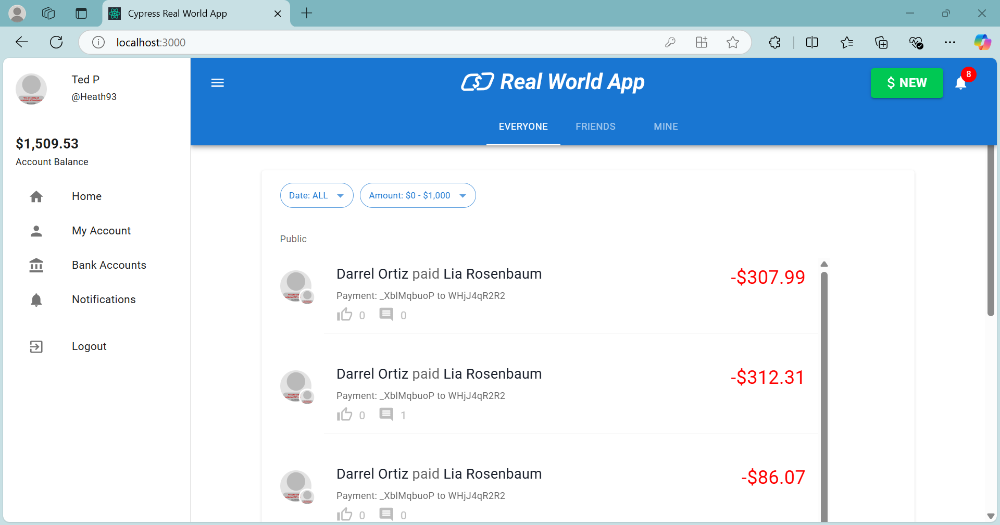 Cypress Real World App
localhost:3000
Ted P
@Heath93
$1,509.53
Account Balance
Home
My Account
Bank Accounts
Notifications
Logout
Real World App
$ NEW
8
EVERYONE
FRIENDS
MINE
Date: ALL
Amount: $0 - $1,000
Public
Darrel Ortiz paid Lia Rosenbaum
-$307.99
Payment: _XblMqbuoP to WHjJ4qR2R2
0
0
Darrel Ortiz paid Lia Rosenbaum
-$312.31
Payment: _XblMqbuoP to WHjJ4qR2R2
0
1
Darrel Ortiz paid Lia Rosenbaum
-$86.07
Payment: _XblMqbuoP to WHjJ4qR2R2
0
0